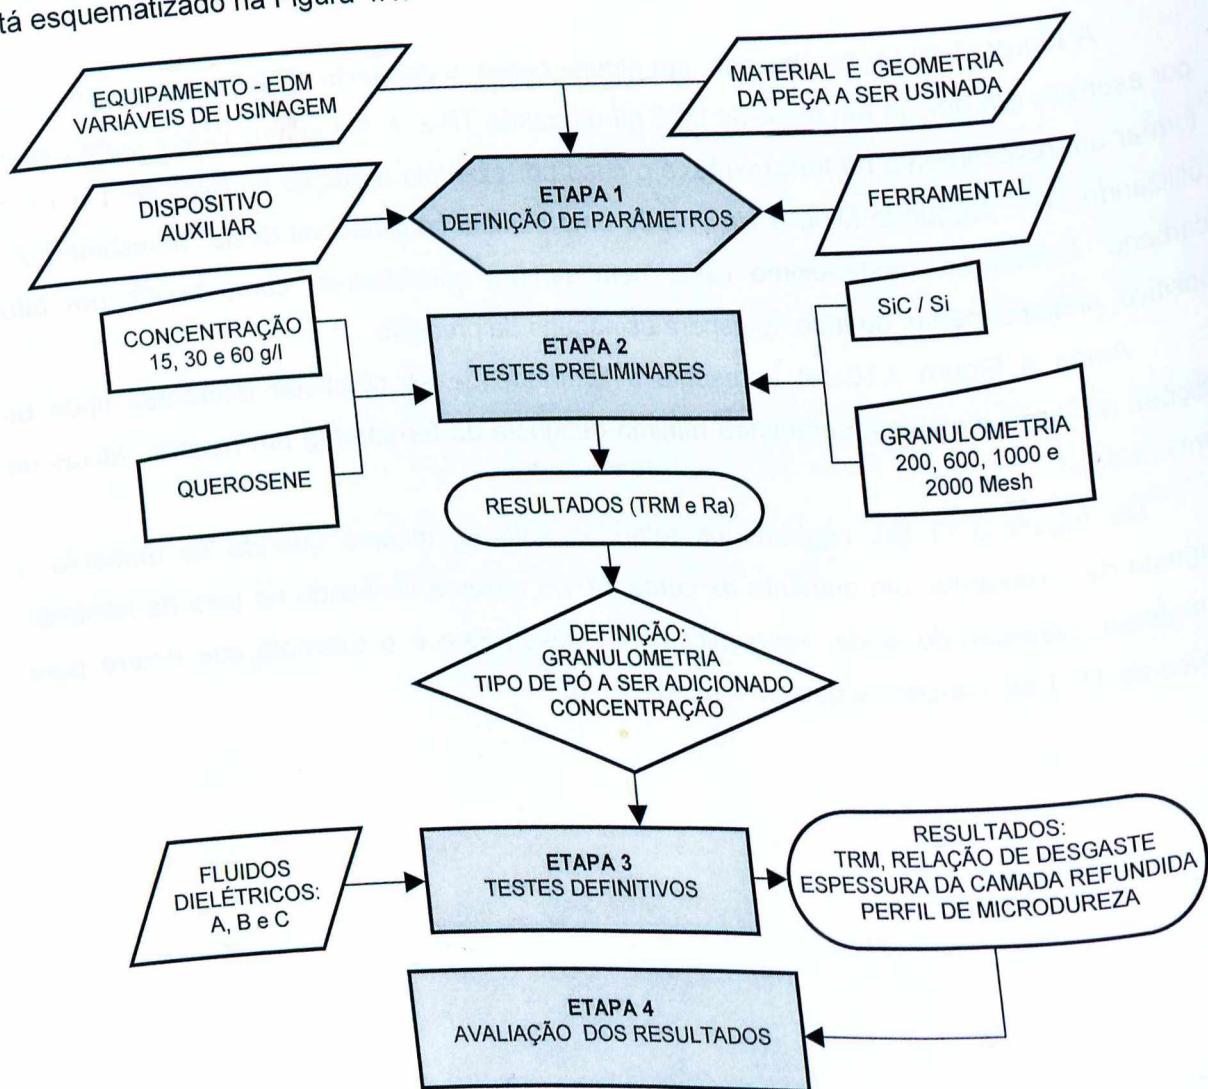 tá esquematizado na Figura
EQUIPAMENTO - EDM
VARIÁVEIS DE USINAGEM
MATERIAL E GEOMETRIA
DA PEÇA A SER USINADA
DISPOSITIVO
AUXILIAR
ETAPA 1
DEFINIÇÃO DE PARÂMETROS
FERRAMENTAL
CONCENTRAÇÃO
15, 30 e 60 g/l
QUEROSENE
ETAPA 2
TESTES PRELIMINARES
SiC / Si
GRANULOMETRIA
200, 600, 1000 e
2000 Mesh
RESULTADOS (TRM e Ra)
DEFINIÇÃO:
GRANULOMETRIA
TIPO DE PÓ A SER ADICIONADO
CONCENTRAÇÃO
FLUIDOS
DIELÉTRICOS:
A, B e C
ETAPA 3
TESTES DEFINITIVOS
RESULTADOS:
TRM, RELAÇÃO DE DESGASTE
ESPESSURA DA CAMADA REFUNDIDA
PERFIL DE MICRODUREZA
ETAPA 4
AVALIAÇÃO DOS RESULTADOS